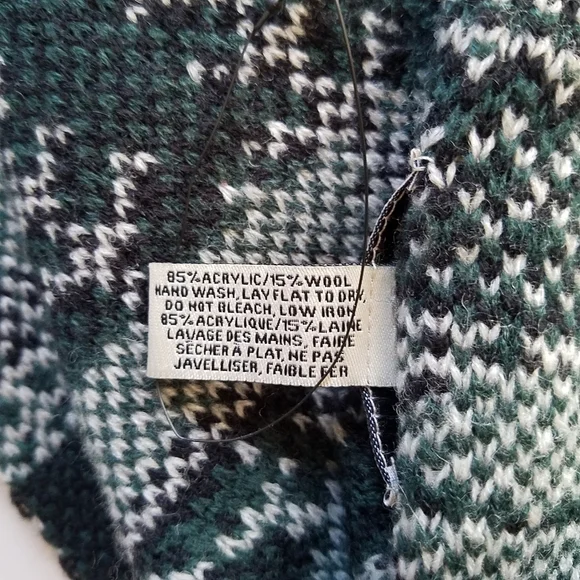 85% ACRYLIC/15% WOOL
HAND WASH, LAY FLAT TO DRY,
DO NOT BLEACH, LOW IRON
85% ACRYLIQUE/15% LAINE
LAVAGE DES MAINS, FAIRE
SÉCHER À PLAT, NE PAS
JAVELLISER, FAIBLE FER